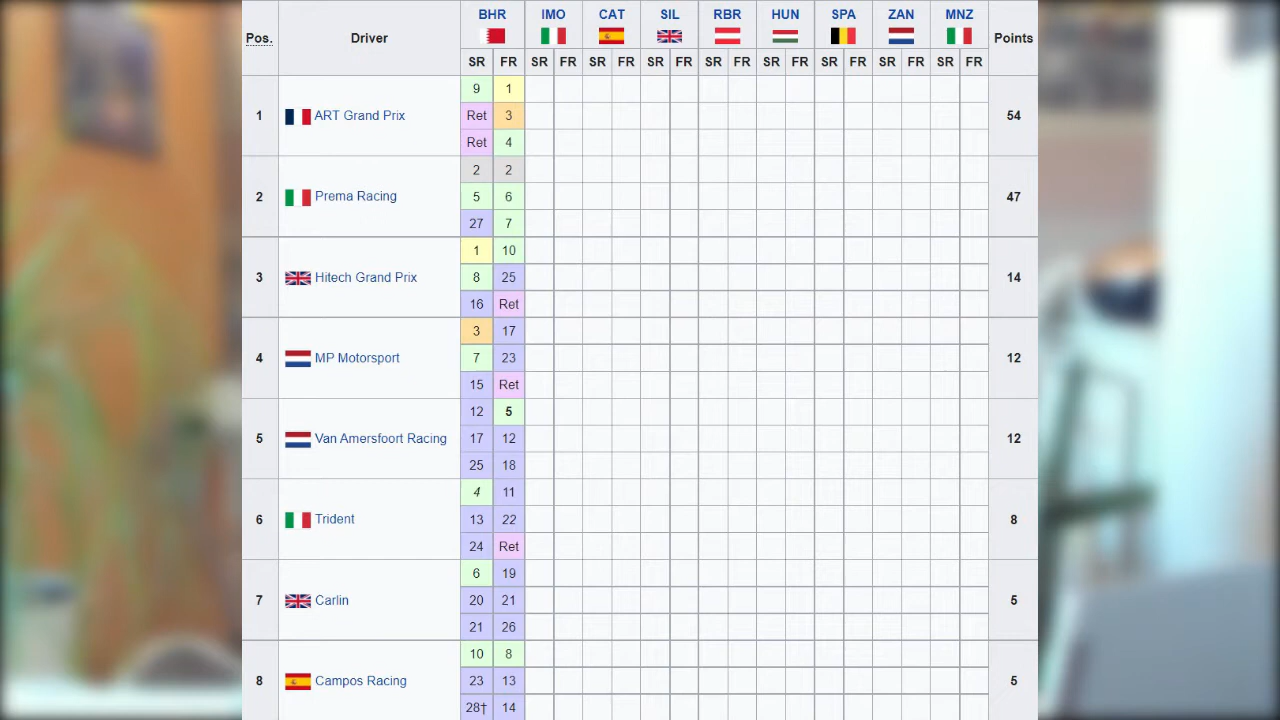 BHR IMO CAT SIL RBR HUN SPA ZAN MNZ
Pos. Driver Points
SR FR SR FR SR FR SR FR SR FR SR FR SR FR SR FR SR FR
9 1
1 ART Grand Prix Ret 3 54
Ret 4
2 2
2 Prema Racing 5 6 47
27 7
1 10
3 Hitech Grand Prix 8 25 14
16 Ret
3 17
4 MP Motorsport 7 23 12
15 Ret
12 5
5 Van Amersfoort Racing 17 12 12
25 18
4 11
6 Trident 13 22 8
24 Ret
6 19
7 Carlin 20 21 5
21 26
10 8
8 Campos Racing 23 13 5
28† 14